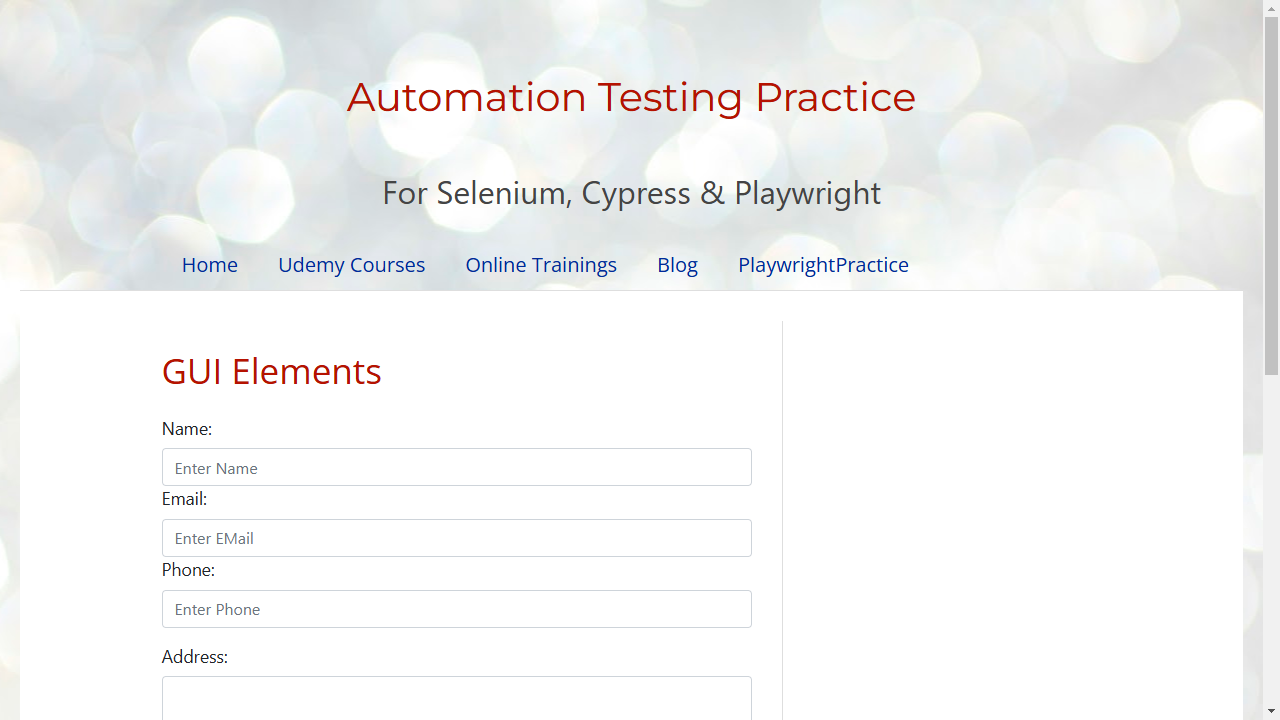 Automation Testing Practice
For Selenium, Cypress & Playwright
Home Udemy Courses Online Trainings Blog PlaywrightPractice
GUI Elements
Name:
Enter Name
Email:
Enter EMail
Phone:
Enter Phone
Address: